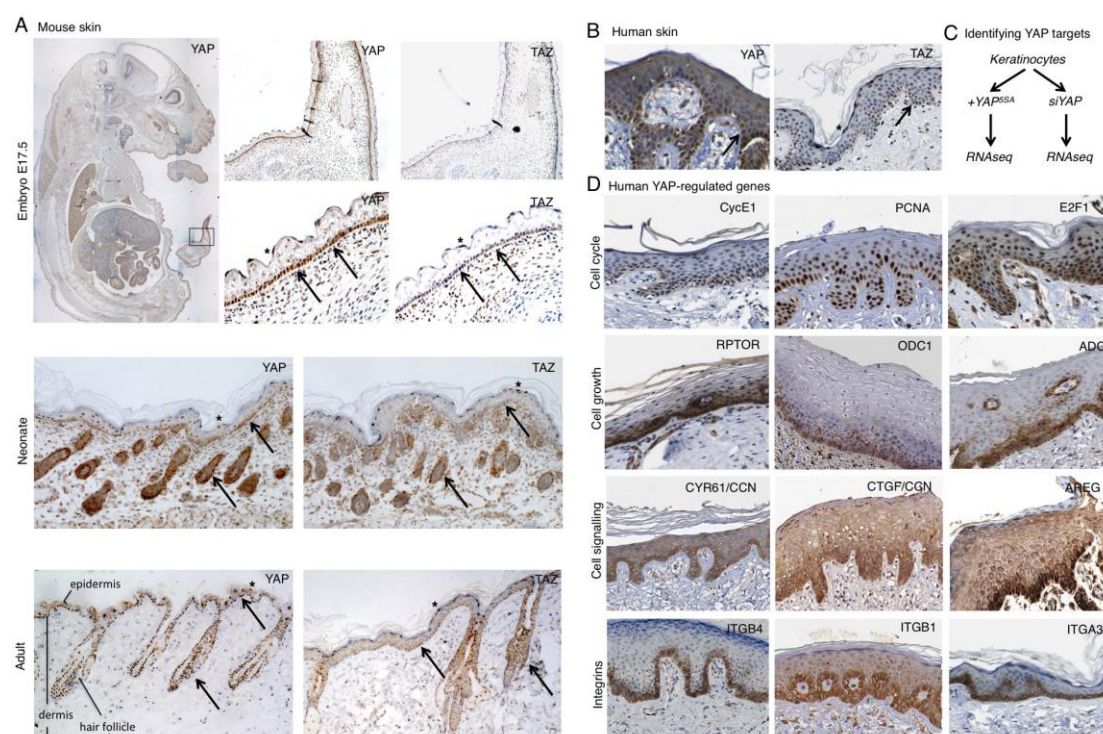 A Mouse skin
YAP
YAP
TAZ
Embryo E17.5
YAP
TAZ
*
*
Neonate
YAP
TAZ
*
*
Adult
YAP
TAZ
epidermis
*
*
dermis
hair follicle
B Human skin
YAP
TAZ
*
C Identifying YAP targets
Keratinocytes
+YAP5SA siYAP
RNAseq RNAseq
D Human YAP-regulated genes
Cell cycle
CycE1
PCNA
E2F1
Cell growth
RPTOR
ODC1
Cell signalling
CYR61/CCN
CTGF/CGN
AREG
Integrins
ITGB4
ITGB1
ITGA3